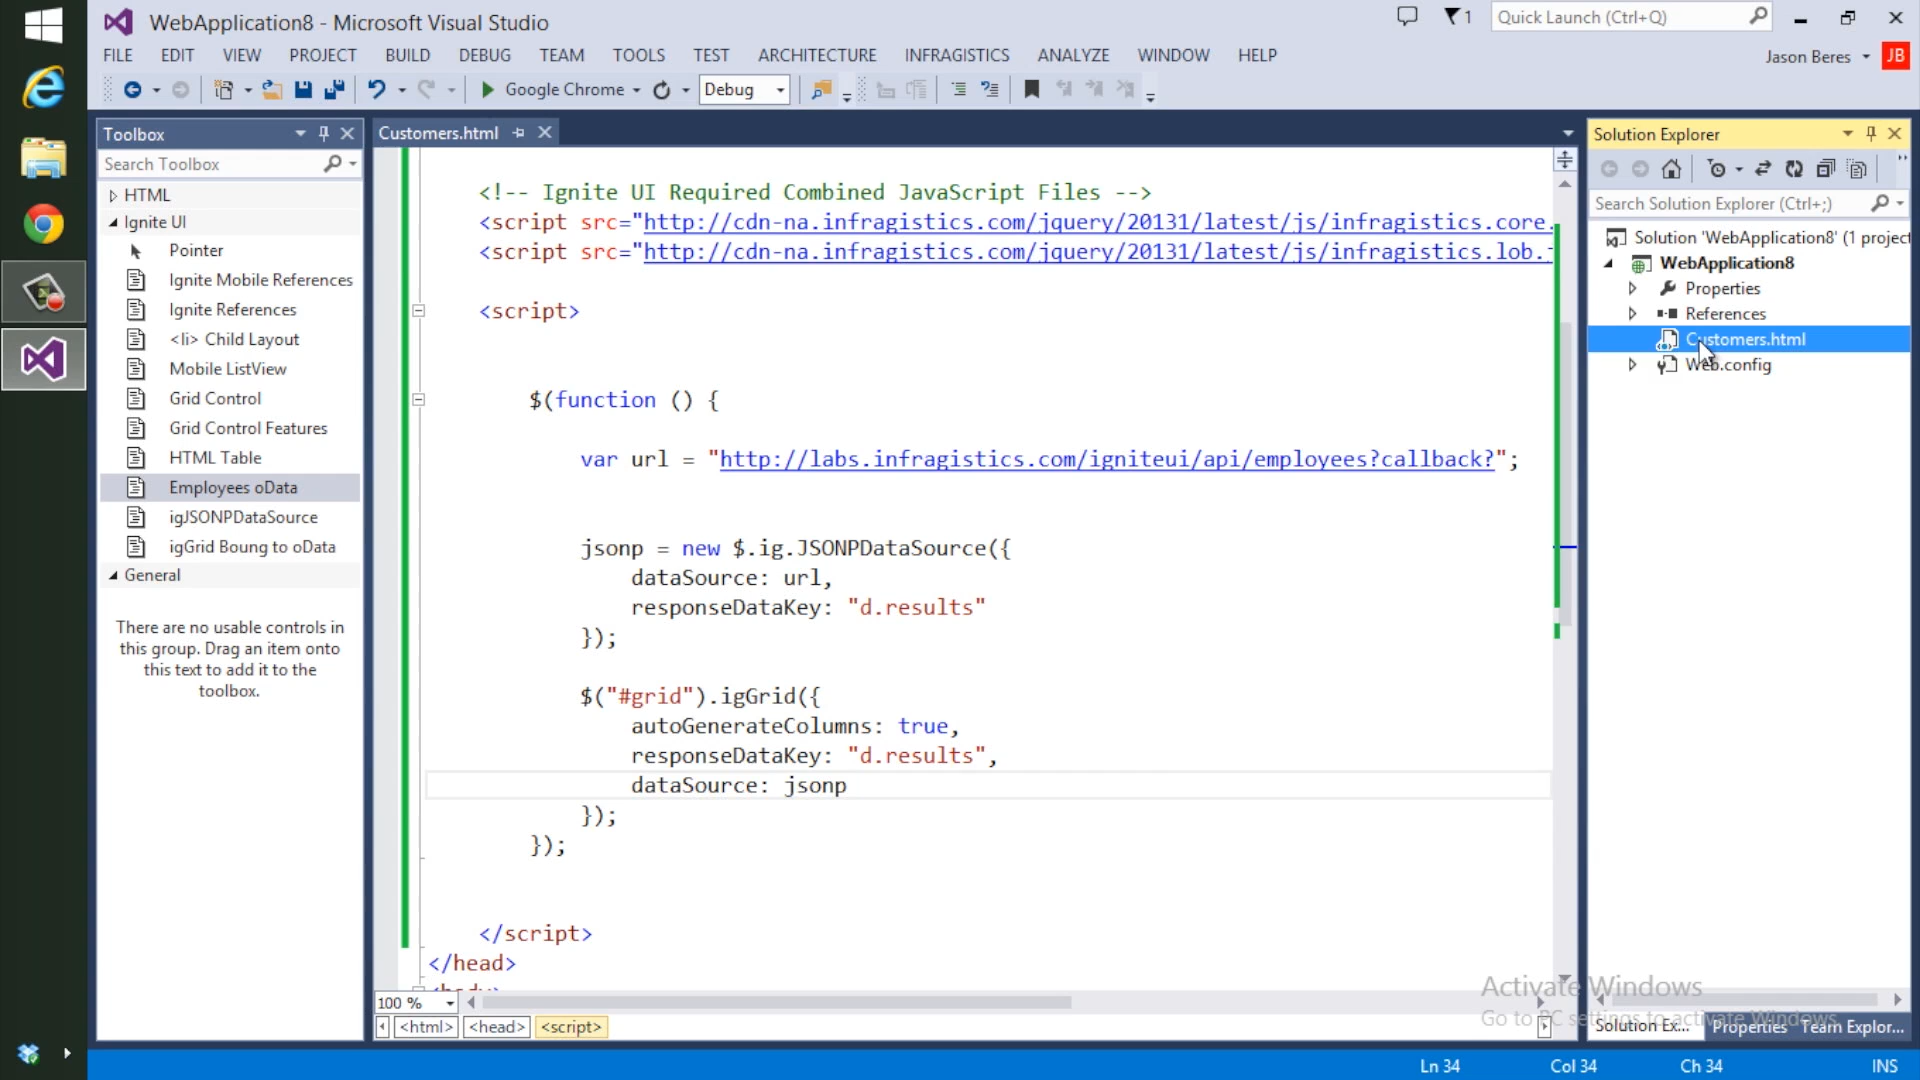 WebApplication8 - Microsoft Visual Studio
1
Quick Launch (Ctrl+Q)
FILE EDIT VIEW PROJECT BUILD DEBUG TEAM TOOLS TEST ARCHITECTURE INFRAGISTICS ANALYZE WINDOW HELP
Jason Beres
JB
Google Chrome
Debug
Toolbox
Search Toolbox
HTML
Ignite UI
Pointer
Ignite Mobile References
Ignite References
<li> Child Layout
Mobile ListView
Grid Control
Grid Control Features
HTML Table
Employees oData
igJSONPDataSource
igGrid Boung to oData
General
There are no usable controls in
this group. Drag an item onto
this text to add it to the
toolbox.
Customers.html
<!-- Ignite UI Required Combined JavaScript Files -->
<script src="http://cdn-na.infragistics.com/jquery/20131/latest/js/infragistics.core.
<script src="http://cdn-na.infragistics.com/jquery/20131/latest/js/infragistics.lob.
<script>
$(function () {
var url = "http://labs.infragistics.com/igniteui/api/employees?callback?";
jsonp = new $.ig.JSONPDataSource({
dataSource: url,
responseDataKey: "d.results"
});
$("#grid").igGrid({
autoGenerateColumns: true,
responseDataKey: "d.results",
dataSource: jsonp
});
});
</script>
</head>
100 %
<html> <head> <script>
Solution Explorer
Search Solution Explorer (Ctrl+;)
Solution 'WebApplication8' (1 project
WebApplication8
Properties
References
Customers.html
Web.config
Activate Windows
Go to PC settings to activate Windows.
Solution Ex... Properties Team Explor...
Ln 34 Col 34 Ch 34 INS